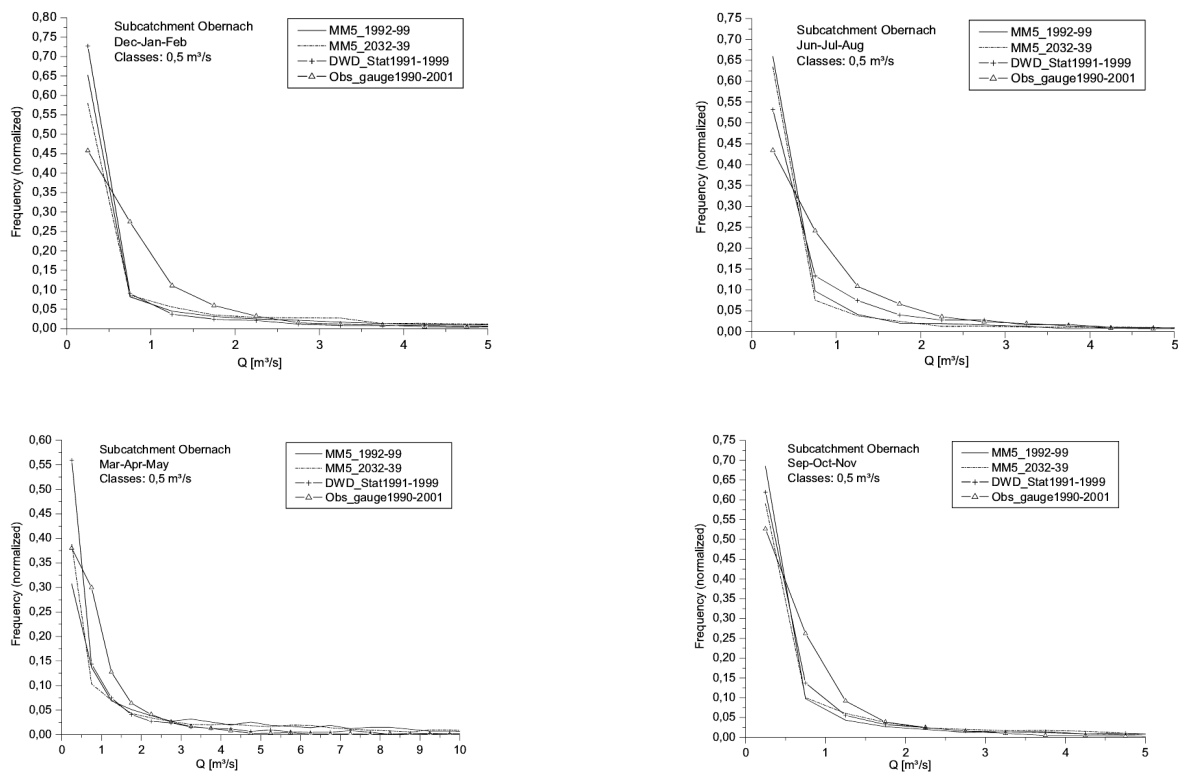 Subcatchment Obernach
Dec-Jan-Feb
Classes: 0,5 m³/s
MM5_1992-99
MM5_2032-39
DWD_Stat1991-1999
Obs_gauge1990-2001
Frequency (normalized)
0,80
0,75
0,70
0,65
0,60
0,55
0,50
0,45
0,40
0,35
0,30
0,25
0,20
0,15
0,10
0,05
0,00
0 1 2 3 4 5
Q [m³/s]
Subcatchment Obernach
Jun-Jul-Aug
Classes: 0,5 m³/s
MM5_1992-99
MM5_2032-39
DWD_Stat1991-1999
Obs_gauge1990-2001
Frequency (normalized)
0,75
0,70
0,65
0,60
0,55
0,50
0,45
0,40
0,35
0,30
0,25
0,20
0,15
0,10
0,05
0,00
0 1 2 3 4 5
Q [m³/s]
Subcatchment Obernach
Mar-Apr-May
Classes: 0,5 m³/s
MM5_1992-99
MM5_2032-39
DWD_Stat1991-1999
Obs_gauge1990-2001
Frequency (normalized)
0,60
0,55
0,50
0,45
0,40
0,35
0,30
0,25
0,20
0,15
0,10
0,05
0,00
0 1 2 3 4 5 6 7 8 9 10
Q [m³/s]
Subcatchment Obernach
Sep-Oct-Nov
Classes: 0,5 m³/s
MM5_1992-99
MM5_2032-39
DWD_Stat1991-1999
Obs_gauge1990-2001
Frequency (normalized)
0,75
0,70
0,65
0,60
0,55
0,50
0,45
0,40
0,35
0,30
0,25
0,20
0,15
0,10
0,05
0,00
0 1 2 3 4 5
Q [m³/s]